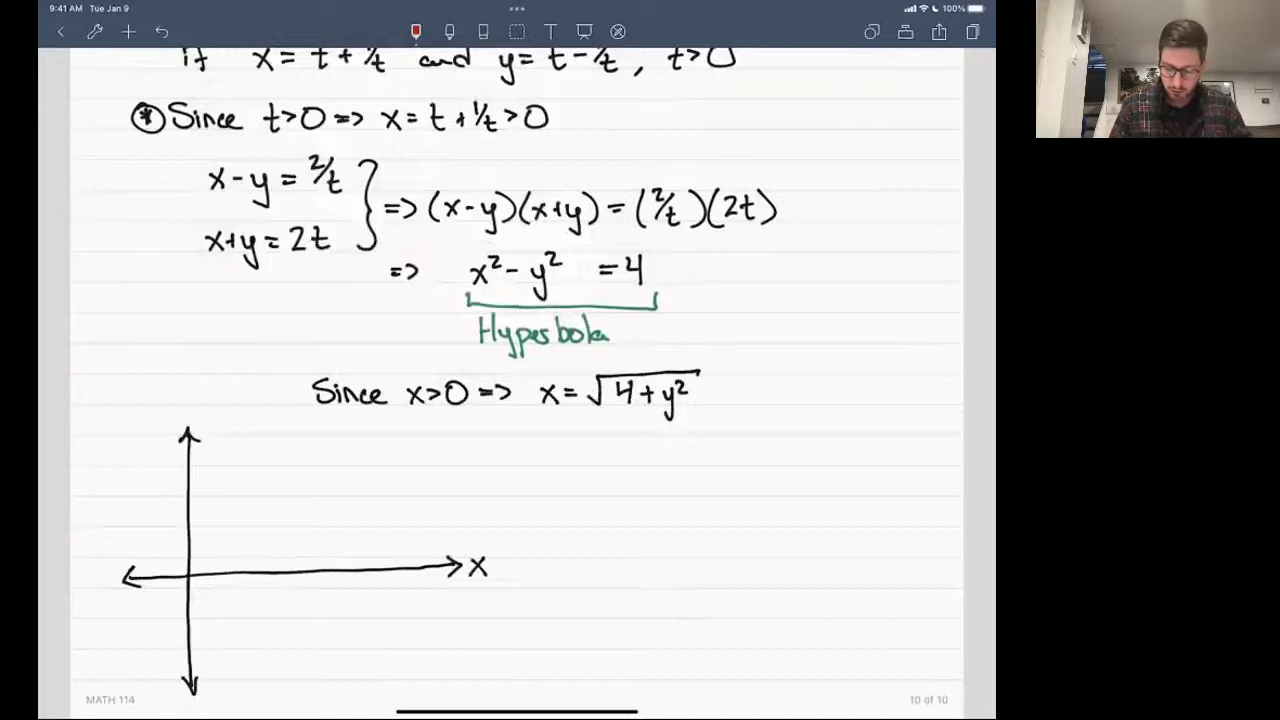 9:41 AM Tue Jan 9
100%
if x = t + 1/t and y = t - 1/t , t>0
* Since t>0 => x = t + 1/t > 0
x - y = 2/t
x+y = 2t
=> (x-y)(x+y) = (2/t)(2t)
=> x² - y² = 4
Hyperbola
Since x>0 => x = √4+y²
X
MATH 114
10 of 10